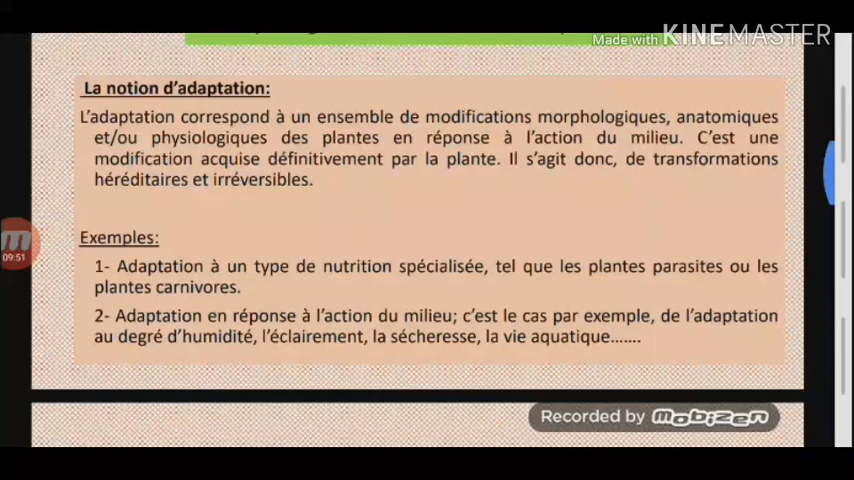 Made with KINEMASTER
La notion d'adaptation:
L'adaptation correspond à un ensemble de modifications morphologiques, anatomiques
et/ou physiologiques des plantes en réponse à l'action du milieu. C'est une
modification acquise définitivement par la plante. Il s'agit donc, de transformations
héréditaires et irréversibles.
Exemples:
1- Adaptation à un type de nutrition spécialisée, tel que les plantes parasites ou les
plantes carnivores.
2- Adaptation en réponse à l'action du milieu; c'est le cas par exemple, de l'adaptation
au degré d'humidité, l'éclairement, la sécheresse, la vie aquatique…….
m
09:51
Recorded by mobizen